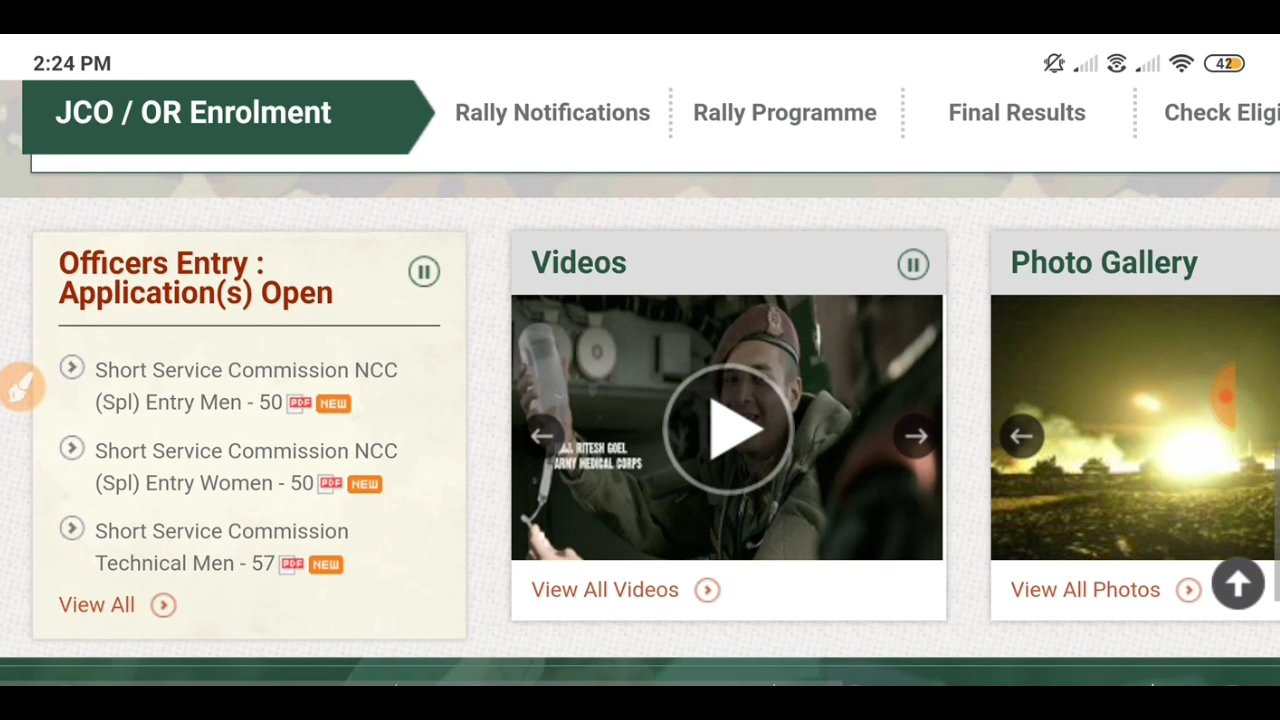 2:24 PM
42
JCO / OR Enrolment
Rally Notifications
Rally Programme
Final Results
Check Eligi
Officers Entry :
Application(s) Open
Short Service Commission NCC
(Spl) Entry Men - 50 PDF NEW
Short Service Commission NCC
(Spl) Entry Women - 50 PDF NEW
Short Service Commission
Technical Men - 57 PDF NEW
View All
Videos
RITESH GOEL
ARMY MEDICAL CORPS
View All Videos
Photo Gallery
View All Photos